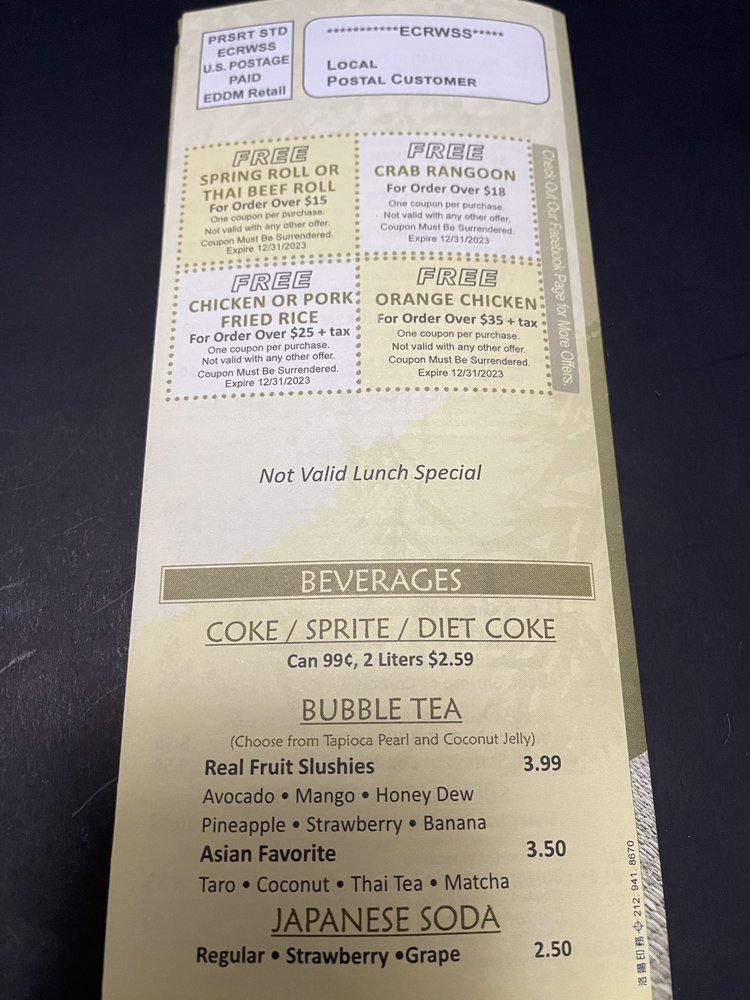 PRSRT STD
ECRWSS
U.S. POSTAGE
PAID
EDDM Retail
***********ECRWSS*****
LOCAL
POSTAL CUSTOMER
FREE
SPRING ROLL OR
THAI BEEF ROLL
For Order Over $15
One coupon per purchase.
Not valid with any other offer.
Coupon Must Be Surrendered.
Expire 12/31/2023
FREE
CRAB RANGOON
For Order Over $18
One coupon per purchase.
Not valid with any other offer.
Coupon Must Be Surrendered.
Expire 12/31/2023
FREE
CHICKEN OR PORK
FRIED RICE
For Order Over $25 + tax
One coupon per purchase.
Not valid with any other offer.
Coupon Must Be Surrendered.
Expire 12/31/2023
FREE
ORANGE CHICKEN
For Order Over $35 + tax
One coupon per purchase.
Not valid with any other offer.
Coupon Must Be Surrendered.
Expire 12/31/2023
Check Out Our Facebook Page for More Offers.
Not Valid Lunch Special
BEVERAGES
COKE / SPRITE / DIET COKE
Can 99¢, 2 Liters $2.59
BUBBLE TEA
(Choose from Tapioca Pearl and Coconut Jelly)
Real Fruit Slushies 3.99
Avocado • Mango • Honey Dew
Pineapple • Strawberry • Banana
Asian Favorite 3.50
Taro • Coconut • Thai Tea • Matcha
JAPANESE SODA
Regular • Strawberry •Grape 2.50
洛陽印務 212. 941. 8670